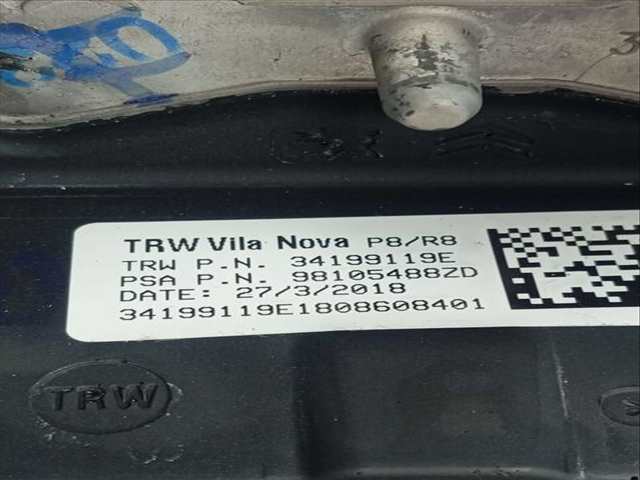 TRW Vila Nova P8/R8
TRW P.N. 34199119E
PSA P.N. 98105488ZD
DATE: 27/3/2018
34199119E1808608401
TRW